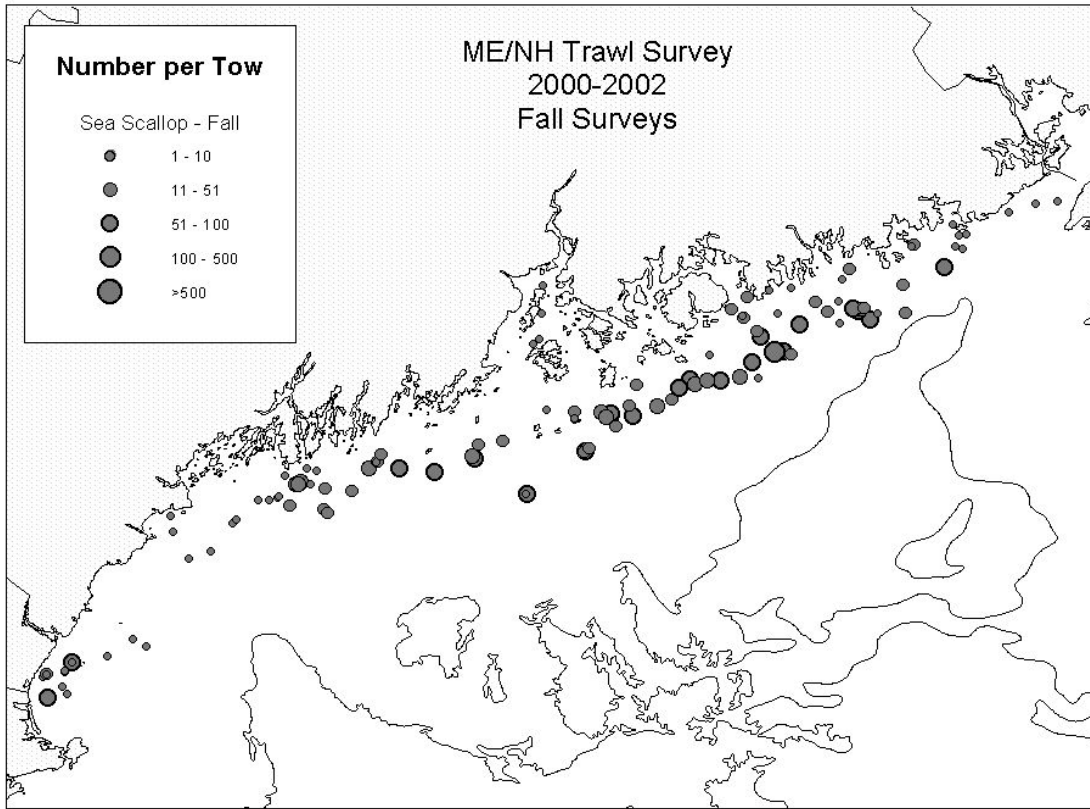 Number per Tow
Sea Scallop - Fall
1 - 10
11 - 51
51 - 100
100 - 500
>500
ME/NH Trawl Survey
2000-2002
Fall Surveys